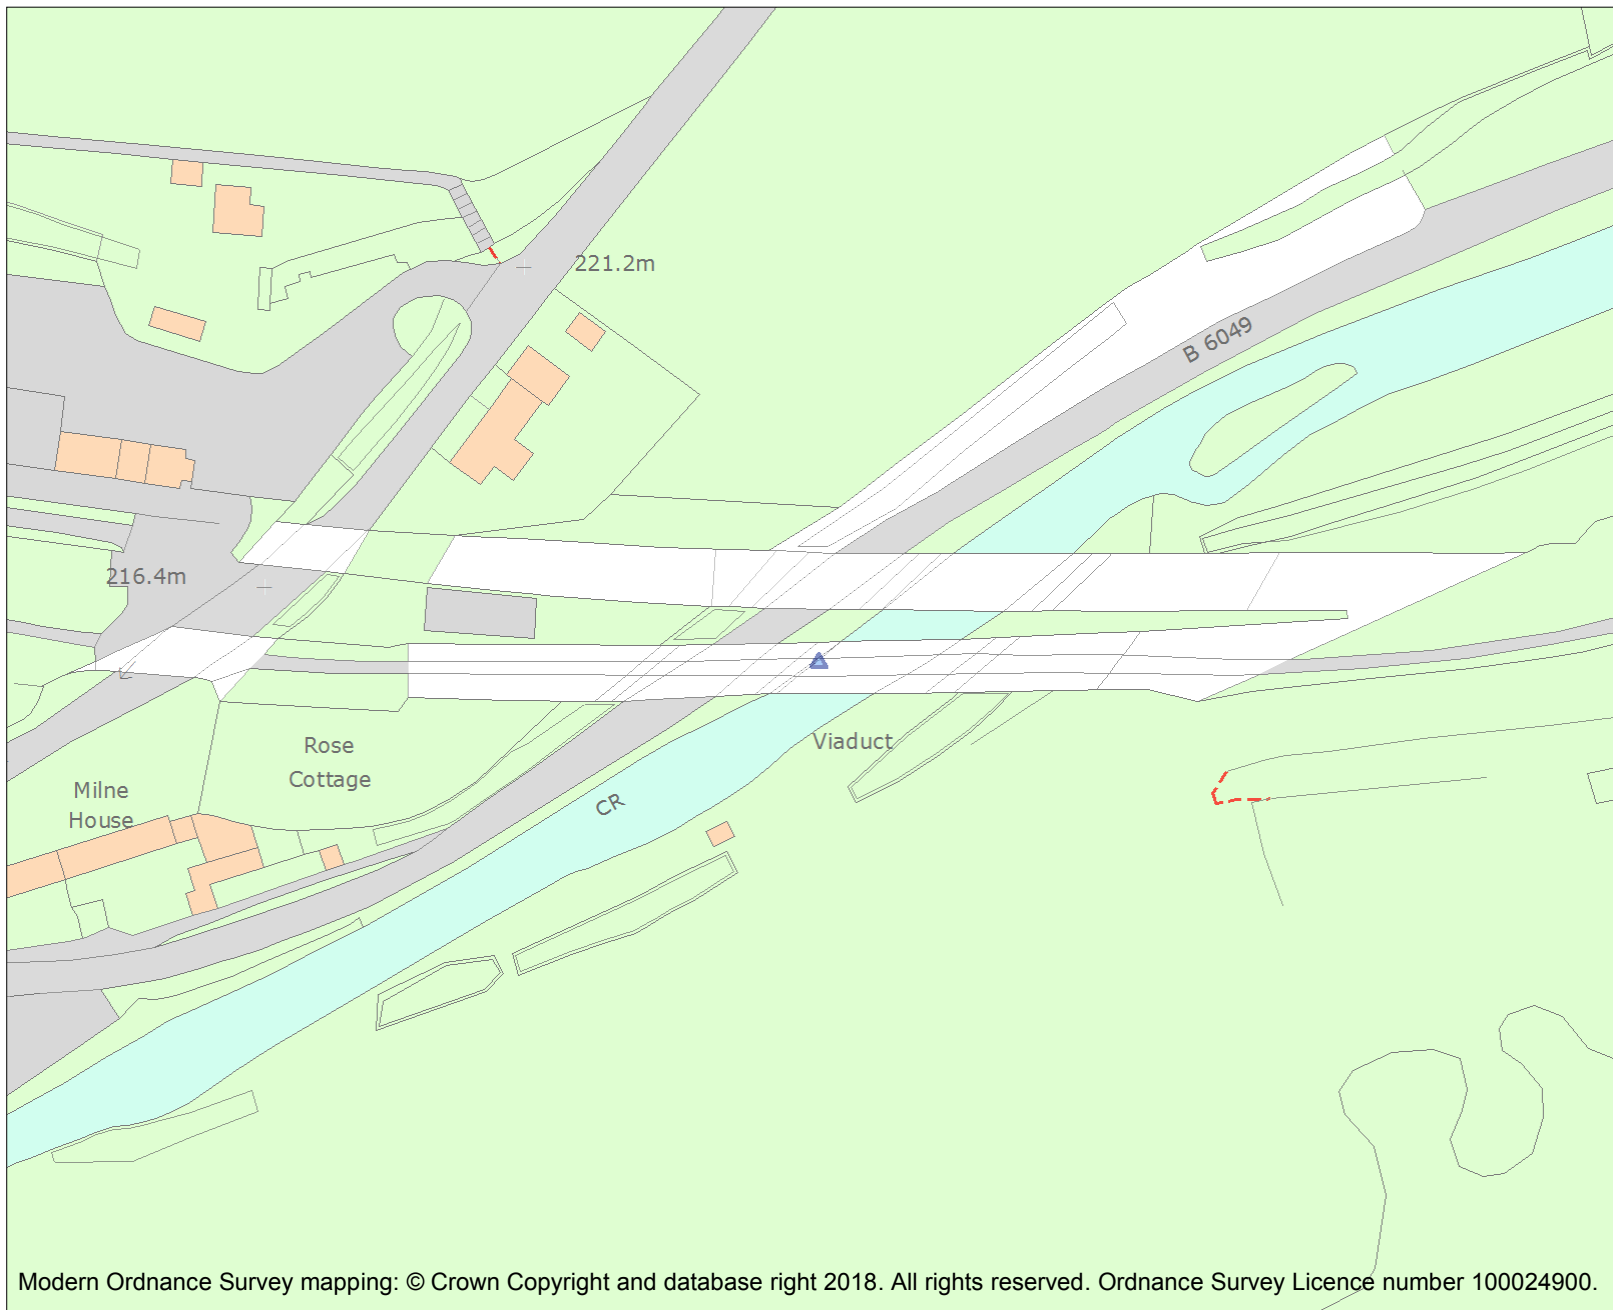 221.2m
B 6049
216.4m
Viaduct
Rose
Cottage
Milne
House
CR
Modern Ordnance Survey mapping: © Crown Copyright and database right 2018. All rights reserved. Ordnance Survey Licence number 100024900.